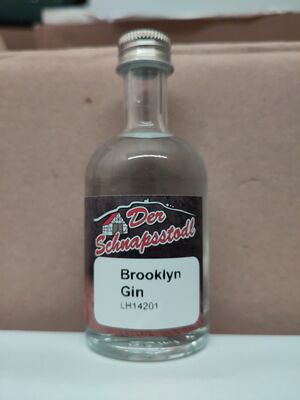 Der
Schnapsstodl
Brooklyn
Gin
LH14201